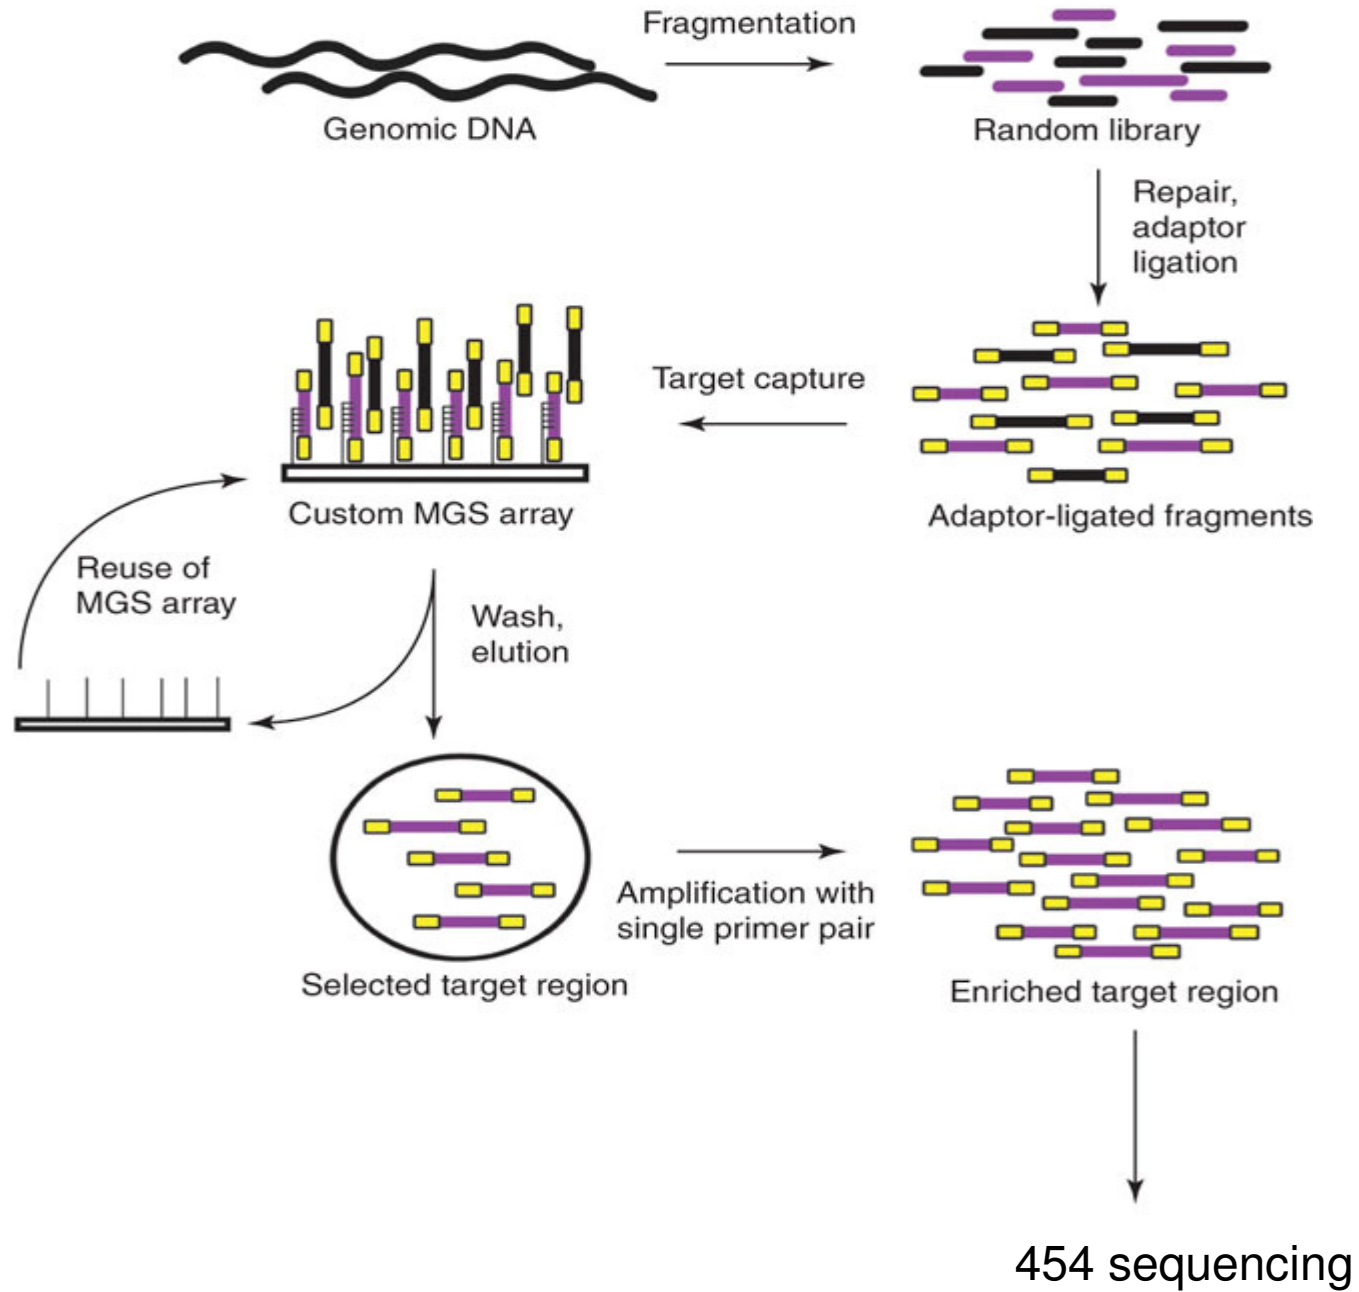 Fragmentation
Genomic DNA
Random library
Repair,
adaptor
ligation
Target capture
Custom MGS array
Adaptor-ligated fragments
Reuse of
MGS array
Wash,
elution
Amplification with
single primer pair
Selected target region
Enriched target region
454 sequencing